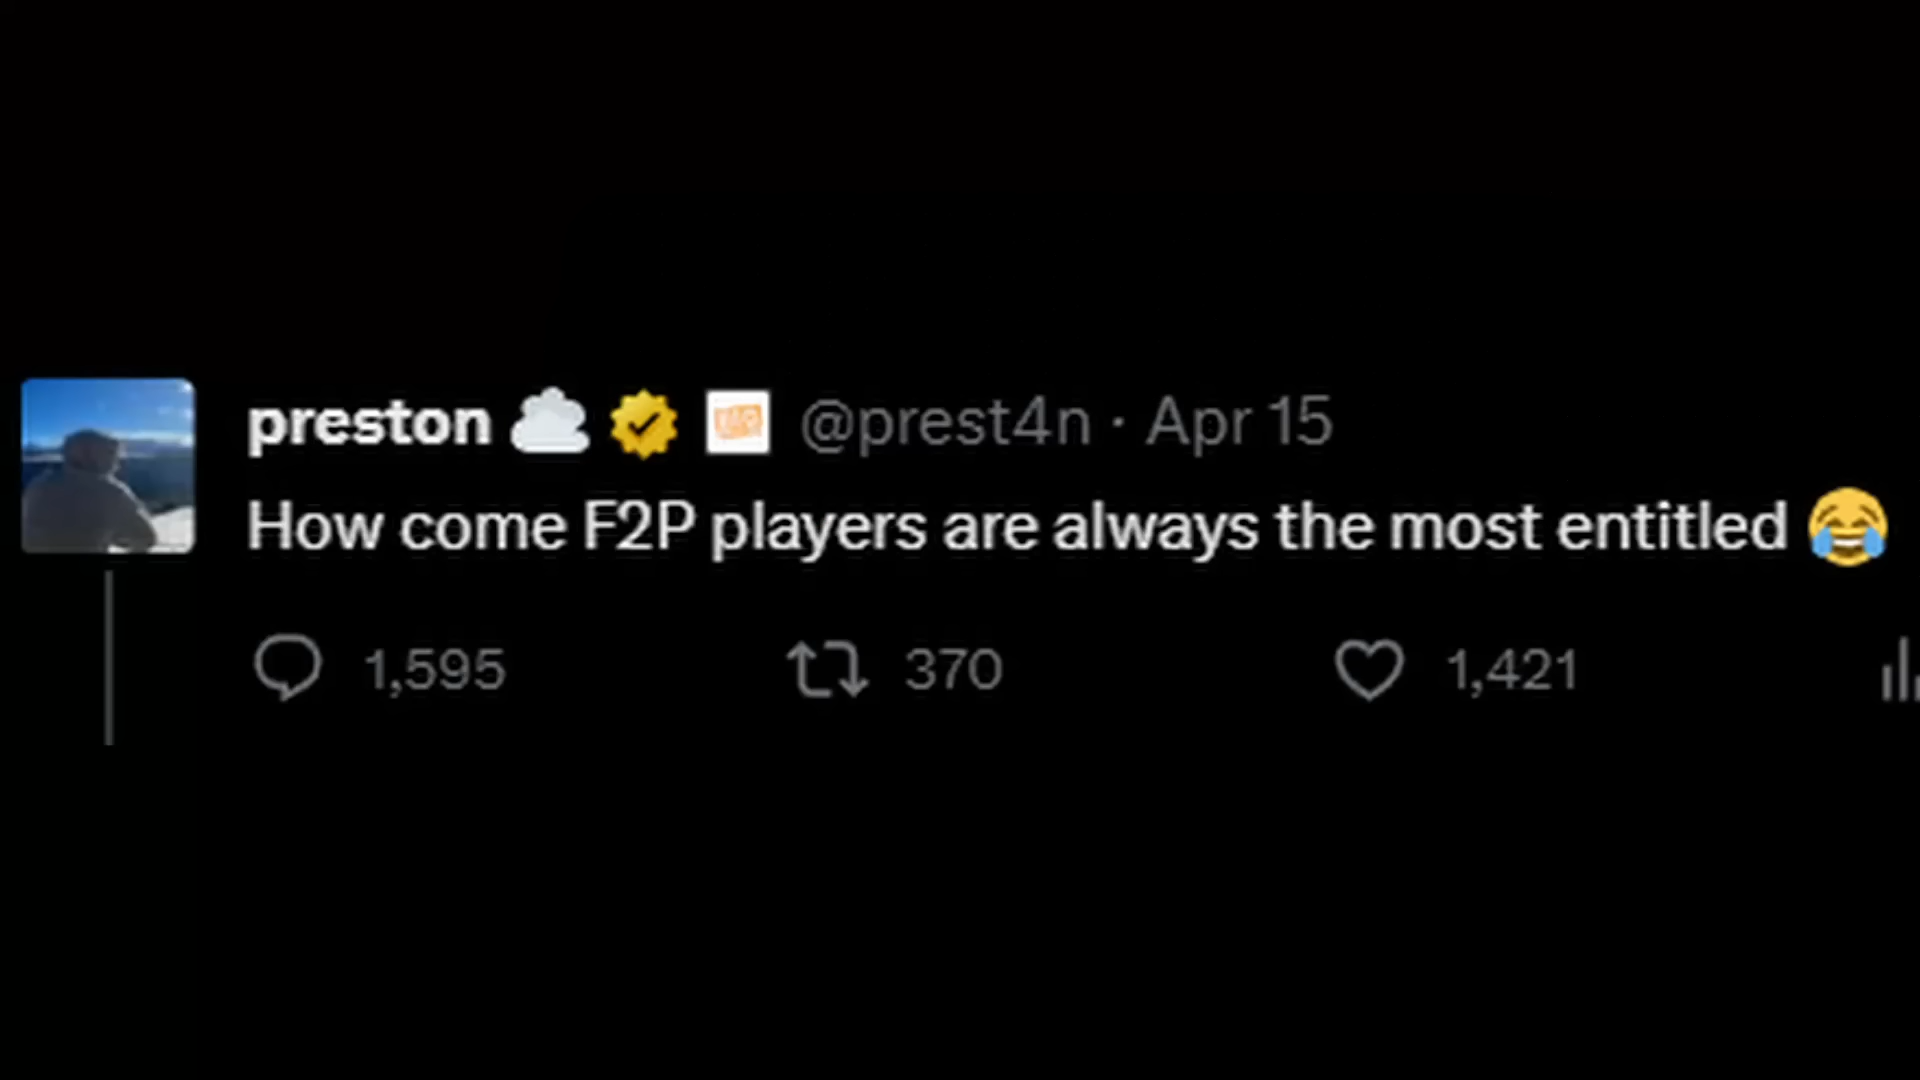 preston ☁️ @prest4n · Apr 15
How come F2P players are always the most entitled 😂
1,595 370 1,421